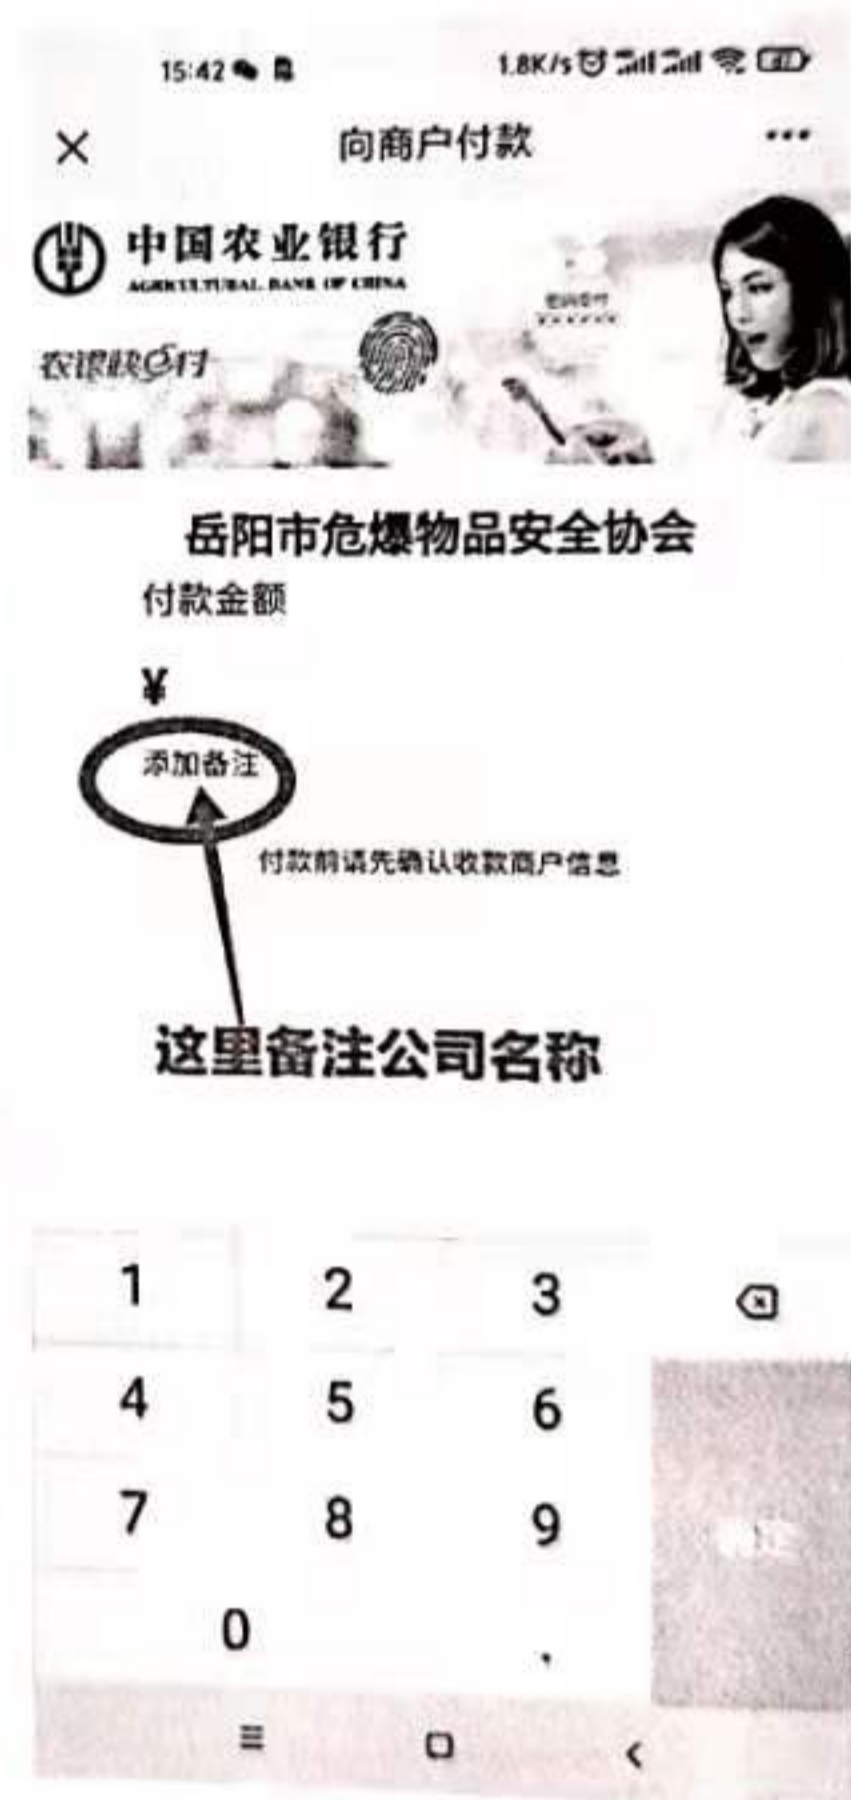 15:42
1.8K/s
向商户付款
中国农业银行
AGRICULTURAL BANK OF CHINA
农银快e付
岳阳市危爆物品安全协会
付款金额
¥
添加备注
付款前请先确认收款商户信息
这里备注公司名称
1 2 3
4 5 6
7 8 9
0 .